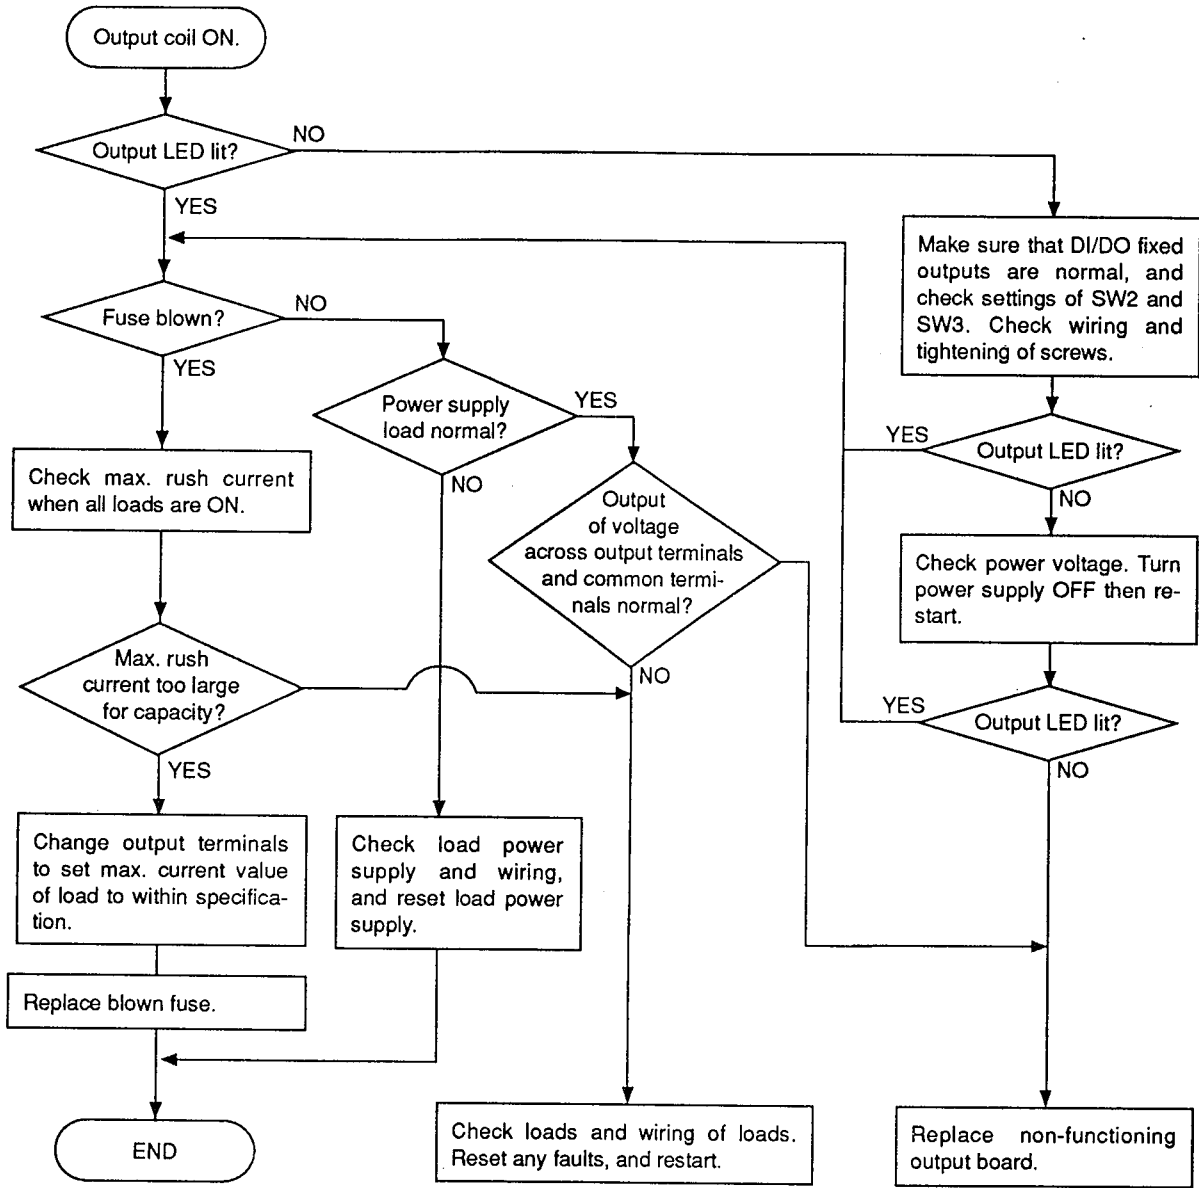 Output coil ON.
Output LED lit?
NO
YES
Make sure that DI/DO fixed
outputs are normal, and
check settings of SW2 and
SW3. Check wiring and
tightening of screws.
Fuse blown?
NO
YES
Power supply
load normal?
YES
NO
Output LED lit?
YES
NO
Check max. rush current
when all loads are ON.
Output
of voltage
across output terminals
and common termi-
nals normal?
NO
Check power voltage. Turn
power supply OFF then re-
start.
Max. rush
current too large
for capacity?
YES
Output LED lit?
YES
NO
Change output terminals
to set max. current value
of load to within specifica-
tion.
Check load power
supply and wiring,
and reset load power
supply.
Replace blown fuse.
END
Check loads and wiring of loads.
Reset any faults, and restart.
Replace non-functioning
output board.